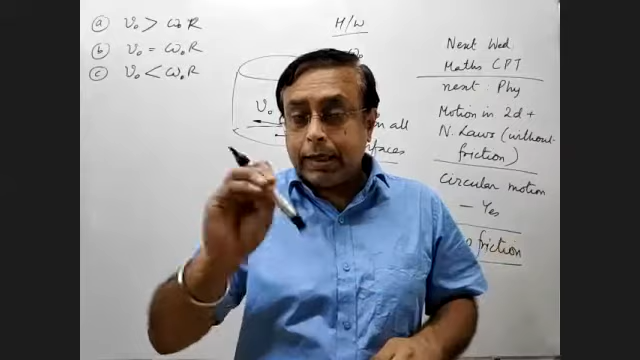 ⓐ v₀ > ω₀R
ⓑ v₀ = ω₀R
ⓒ v₀ < ω₀R
H/W
v₀
on all
Next Wed
Maths CPT
next : Phy
Motion in 2d +
N. Laws (without
friction)
Circular motion
— Yes
friction